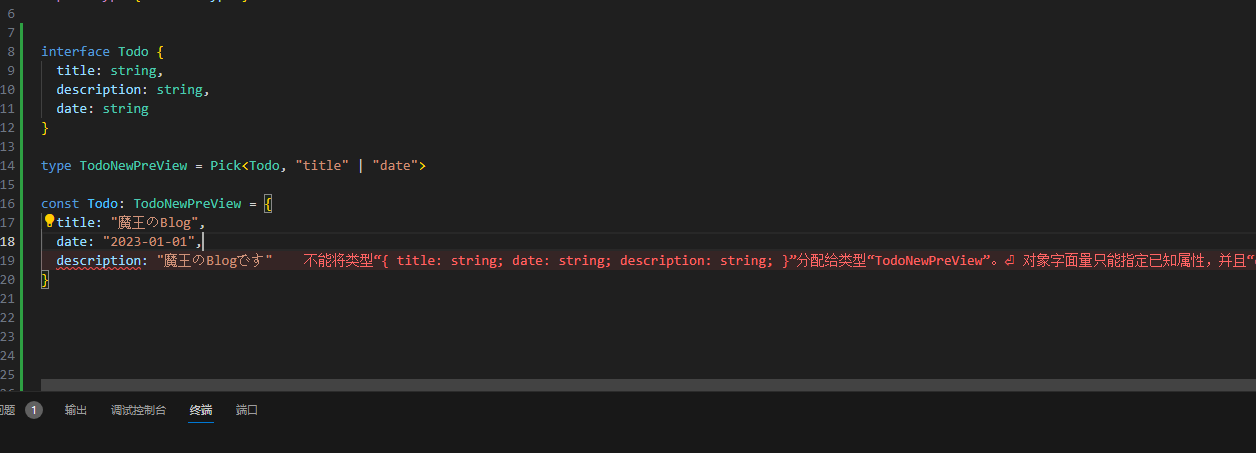 6
7
8 interface Todo {
9 title: string,
10 description: string,
11 date: string
12 }
13
14 type TodoNewPreView = Pick<Todo, "title" | "date">
15
16 const Todo: TodoNewPreView = {
17 title: "魔王のBlog",
18 date: "2023-01-01",
19 description: "魔王のBlogです" 不能将类型“{ title: string; date: string; description: string; }”分配给类型“TodoNewPreView”。⏎ 对象字面量只能指定已知属性，并且“
20 }
21
22
23
24
25
问题 1 输出 调试控制台 终端 端口